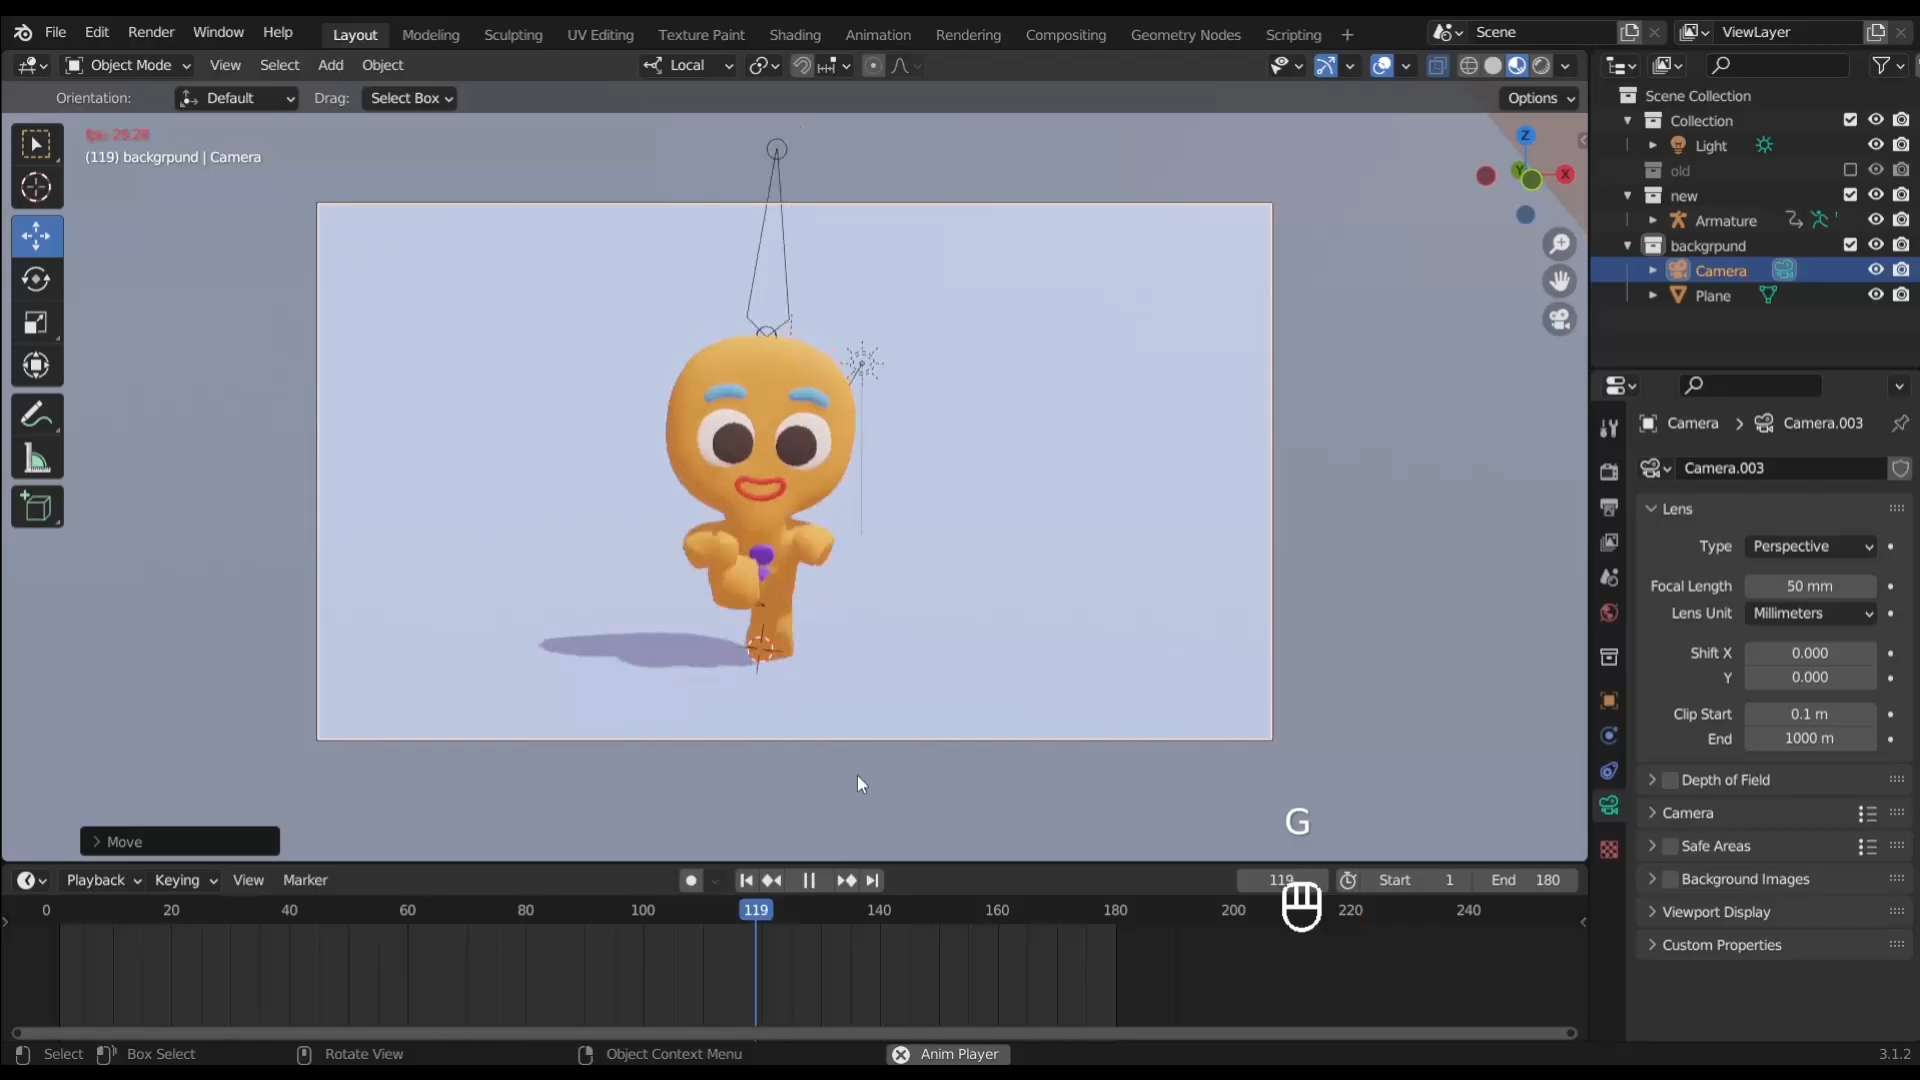 File Edit Render Window Help Layout Modeling Sculpting UV Editing Texture Paint Shading Animation Rendering Compositing Geometry Nodes Scripting + Scene ViewLayer
Object Mode View Select Add Object Local
Orientation: Default Drag: Select Box Options
Scene Collection
Collection
Light
old
new
Armature
backgrpund
Camera
Plane
fps: 29.28
(119) backgrpund | Camera
Z
Y
X
Camera > Camera.003
Camera.003
Lens
Type Perspective
Focal Length 50 mm
Lens Unit Millimeters
Shift X 0.000
Y 0.000
Clip Start 0.1 m
End 1000 m
Depth of Field
Camera
Safe Areas
Background Images
Viewport Display
Custom Properties
G
> Move
Playback Keying View Marker 119 Start 1 End 180
0 20 40 60 80 100 119 140 160 180 200 220 240
Select Box Select Rotate View Object Context Menu Anim Player 3.1.2